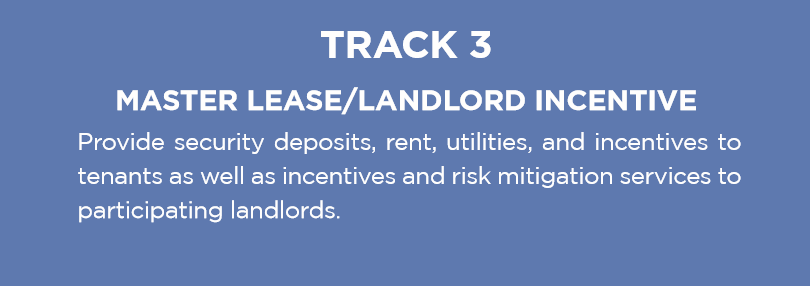 TRACK 3
MASTER LEASE/LANDLORD INCENTIVE
Provide security deposits, rent, utilities, and incentives to
tenants as well as incentives and risk mitigation services to
participating landlords.